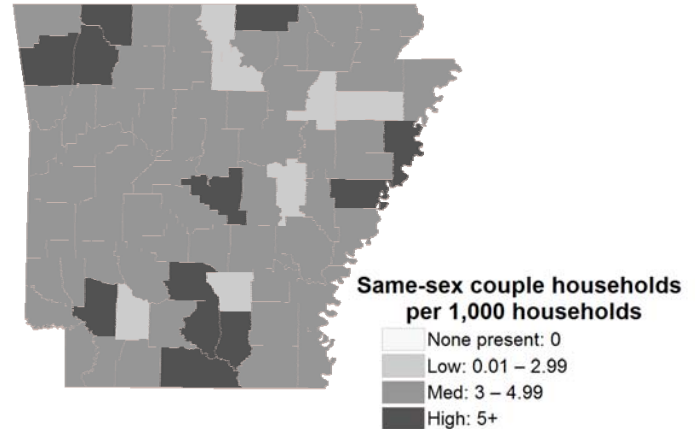 Same-sex couple households
per 1,000 households
None present: 0
Low: 0.01 – 2.99
Med: 3 – 4.99
High: 5+